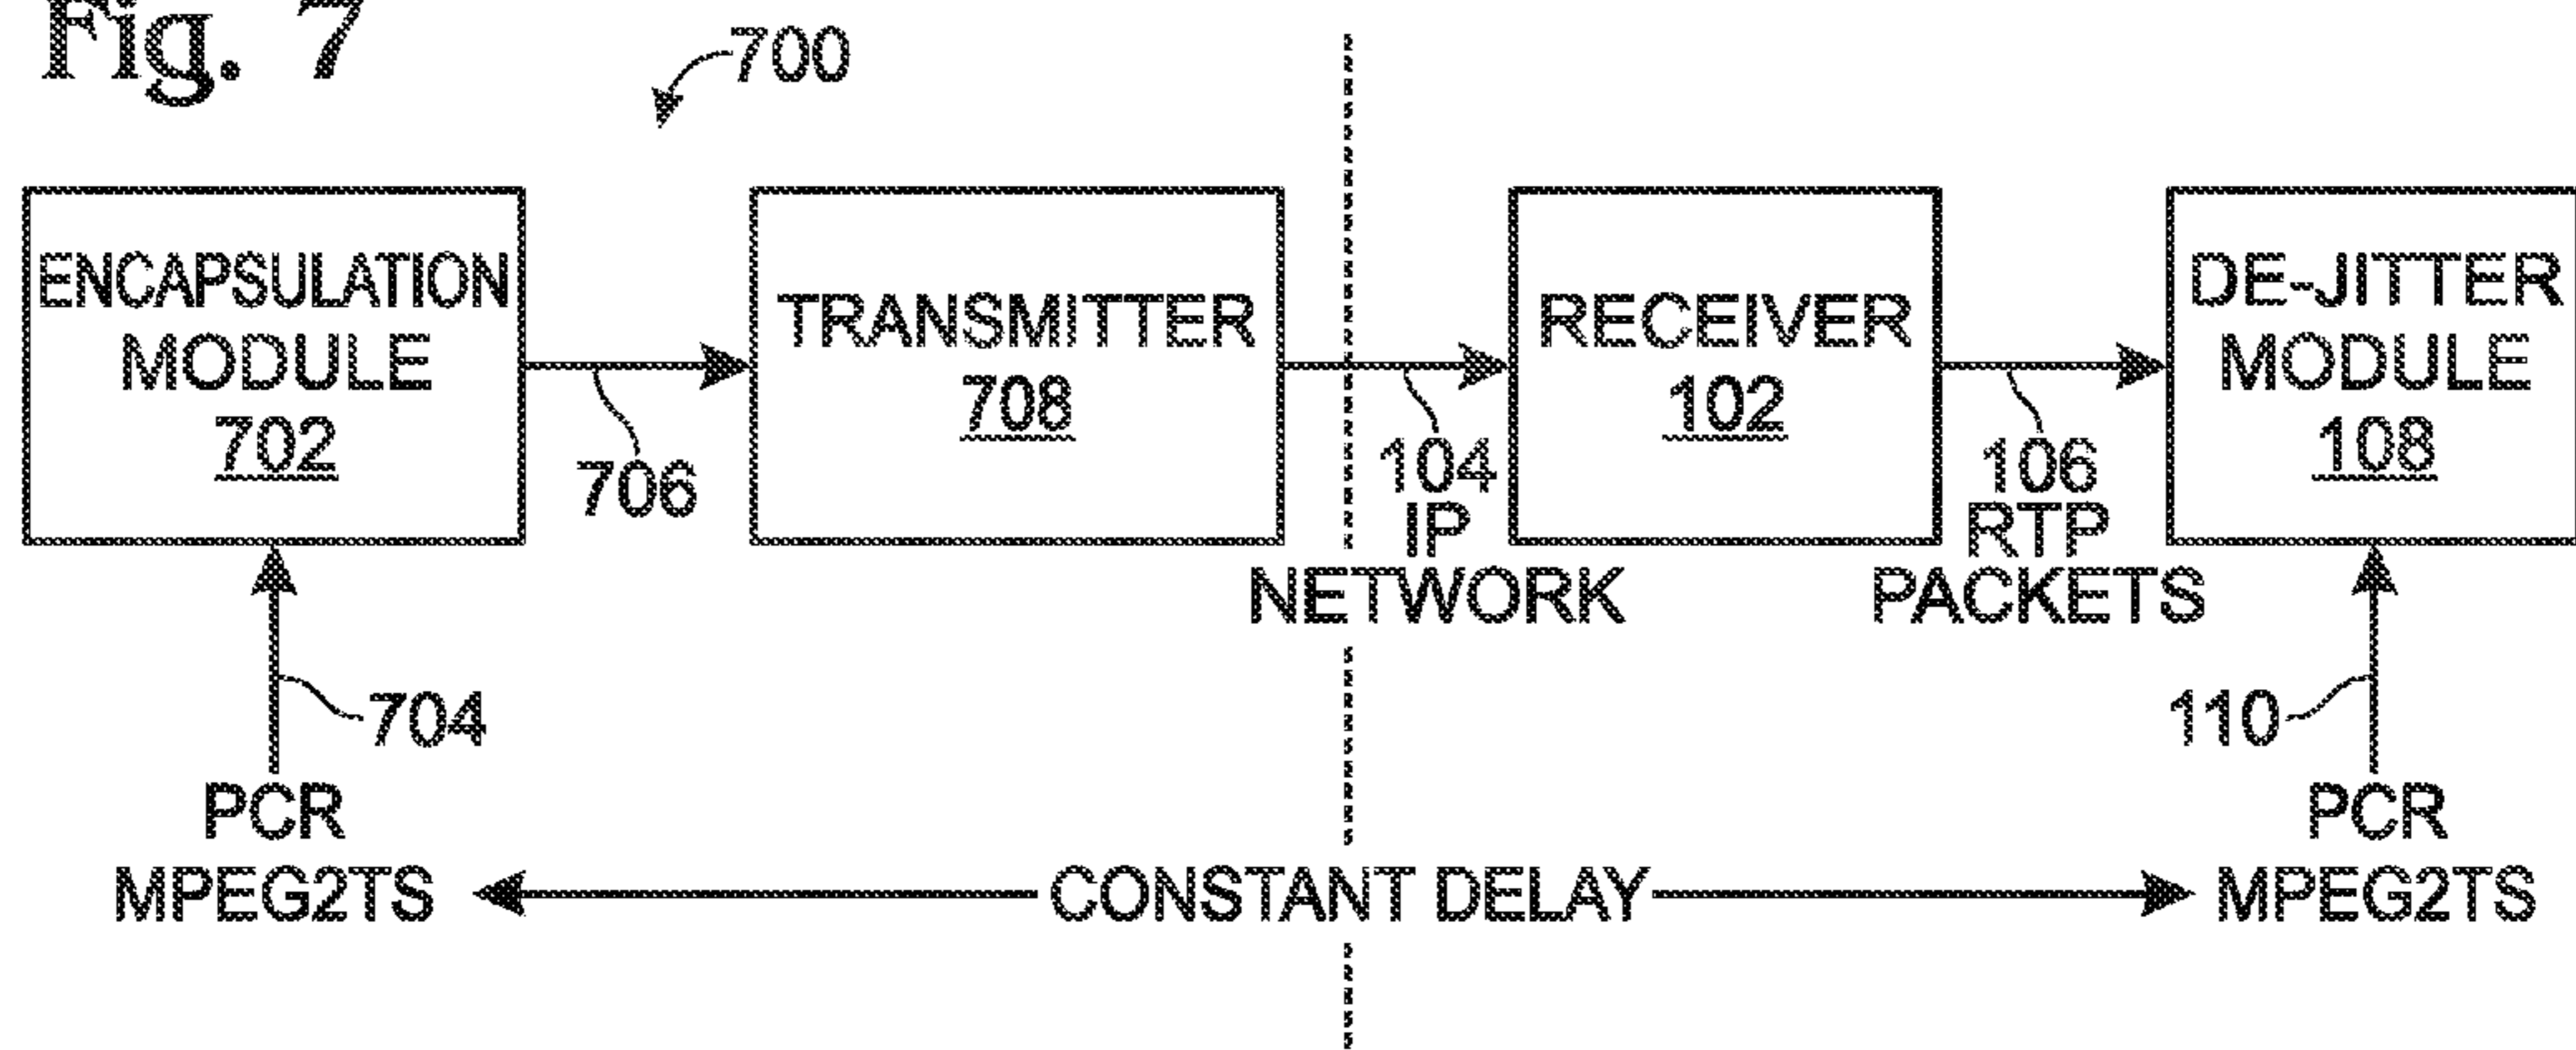 Fig. 7
700
ENCAPSULATION
MODULE
702
706
TRANSMITTER
708
104
IP
NETWORK
RECEIVER
102
106
RTP
PACKETS
DE-JITTER
MODULE
108
704
PCR
MPEG2TS
CONSTANT DELAY
110
PCR
MPEG2TS